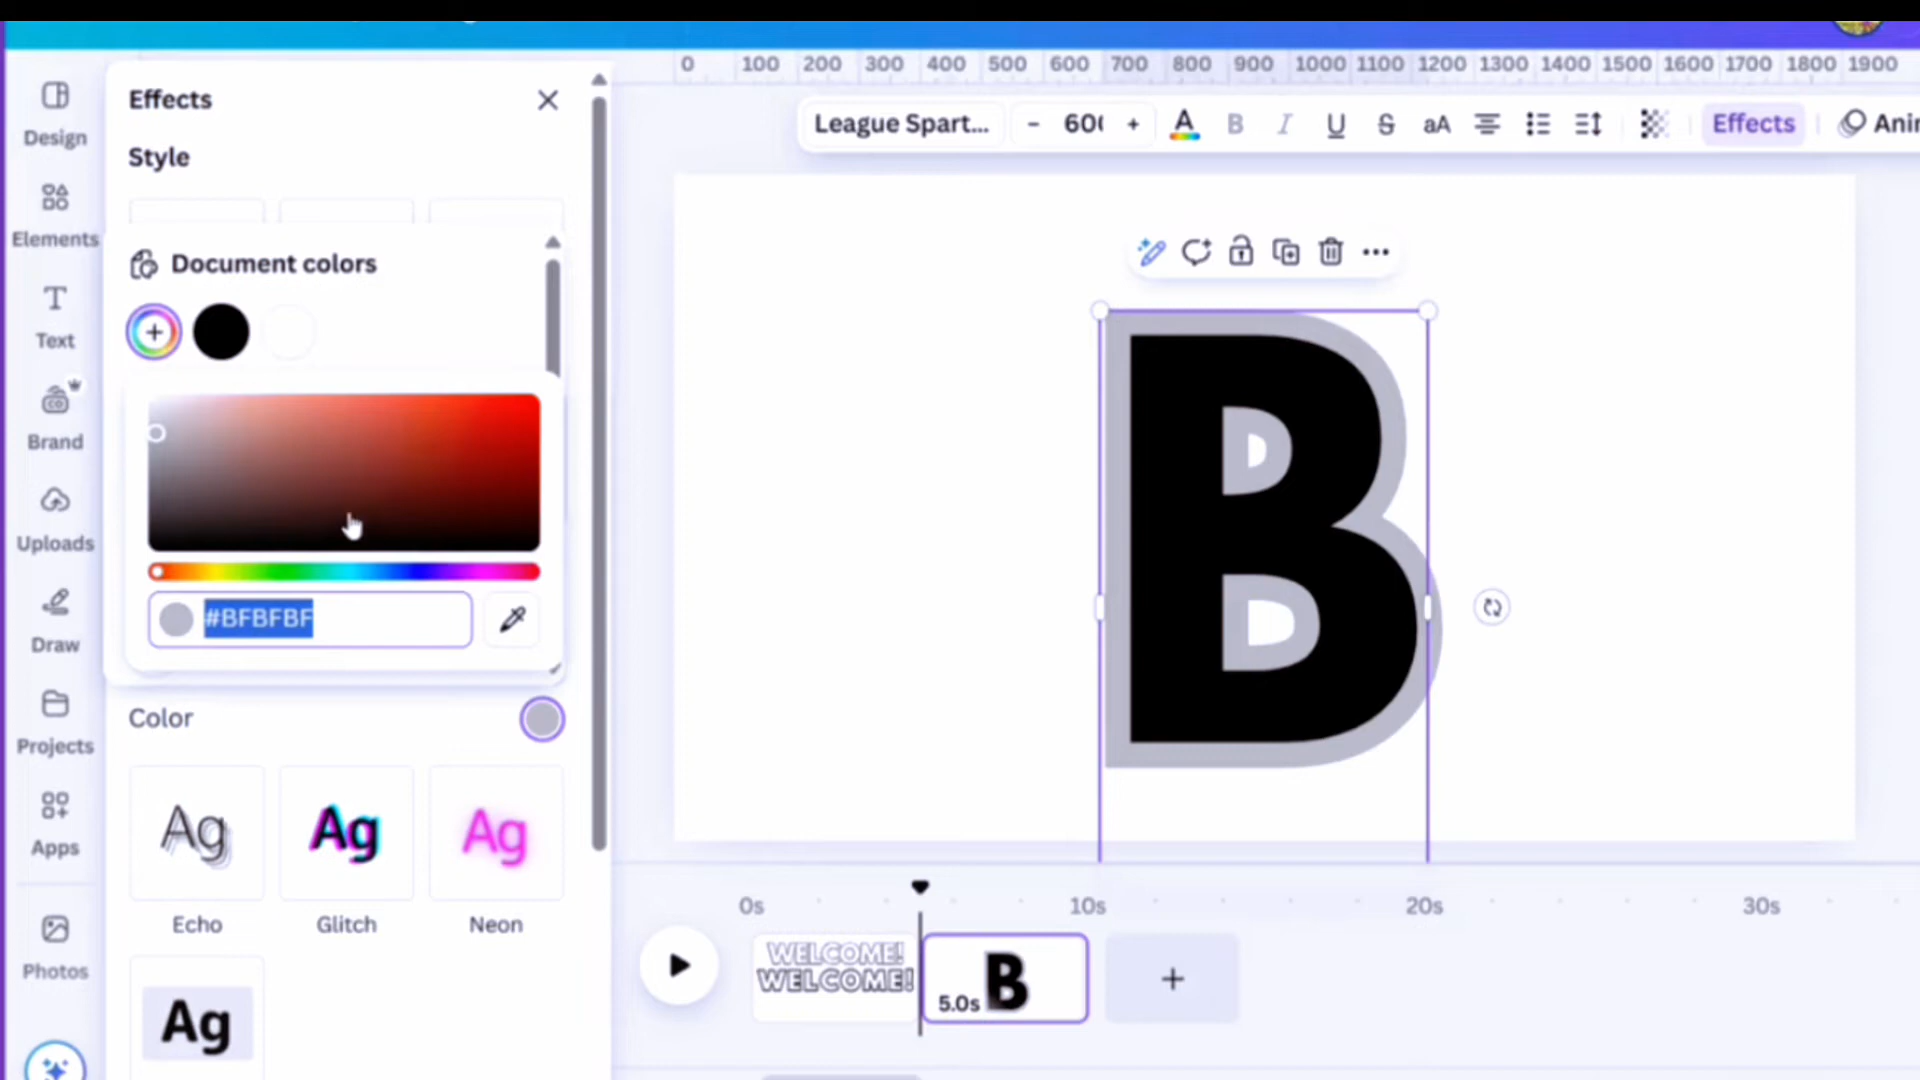 0 100 200 300 400 500 600 700 800 900 1000 1100 1200 1300 1400 1500 1600 1700 1800 1900
Design
Elements
Text
Brand
Uploads
Draw
Projects
Apps
Photos
Effects
Style
Document colors
#BFBFBF
Color
Ag
Ag
Ag
Echo
Glitch
Neon
Ag
League Spart...
- 600 +
A
B I U S aA
Effects
Ani
B
0s 10s 20s 30s
WELCOME!
WELCOME!
5.0s B
+